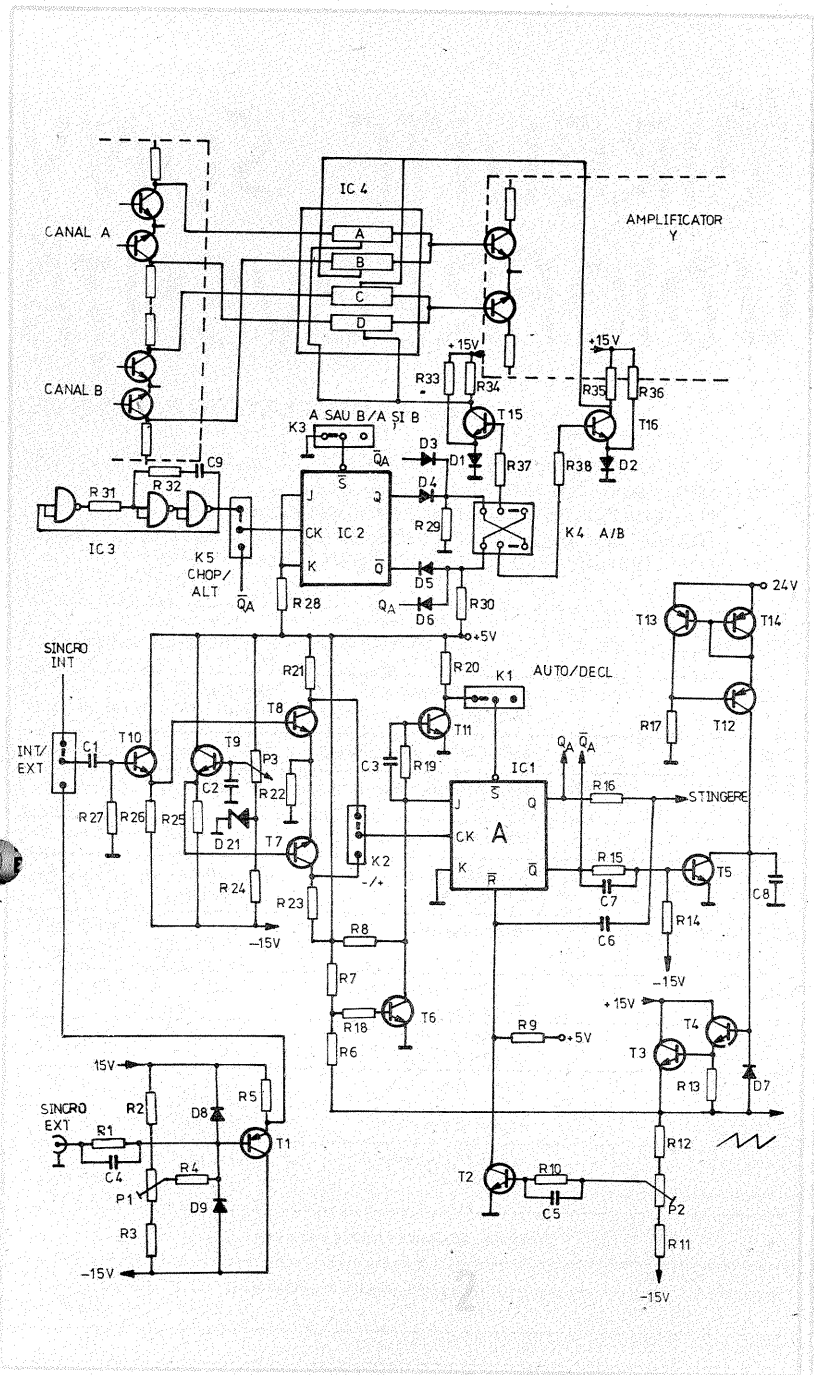 IC 4
CANAL A
AMPLIFICATOR
Y
A
B
C
D
+15V
+15V
R33
R34
R35
R36
CANAL B
A SAU B/A ȘI B
K3
T15
T16
Q̅A
D3
D1
D2
C9
R32
R31
S̅
D4
R37
R38
J
Q
CK
IC 2
R29
K4 A/B
IC 3
K5
CHOP/
ALT
K
Q̅
D5
Q̅A
R28
QA
D6
R30
24V
T13
T14
+5V
SINCRO
INT
R21
R20
K1
AUTO/DECL
T8
T12
T10
T9
T11
R17
INT/
EXT
C1
P3
IC1
QA
Q̅A
C2
R22
C3
R19
S̅
R16
J
Q
STINGERE
R27
R26
R25
D21
T7
CK
A
R15
T5
K2
K
Q̅
C7
C8
-/+
R̅
R24
R23
R14
C6
R8
-15V
-15V
R7
+15V
T4
R18
T6
R9
+5V
T3
R6
R13
D7
15V
R5
SINCRO
EXT
R2
D8
R12
R1
T1
C4
R4
T2
R10
P1
D9
C5
P2
R3
R11
-15V
-15V
2